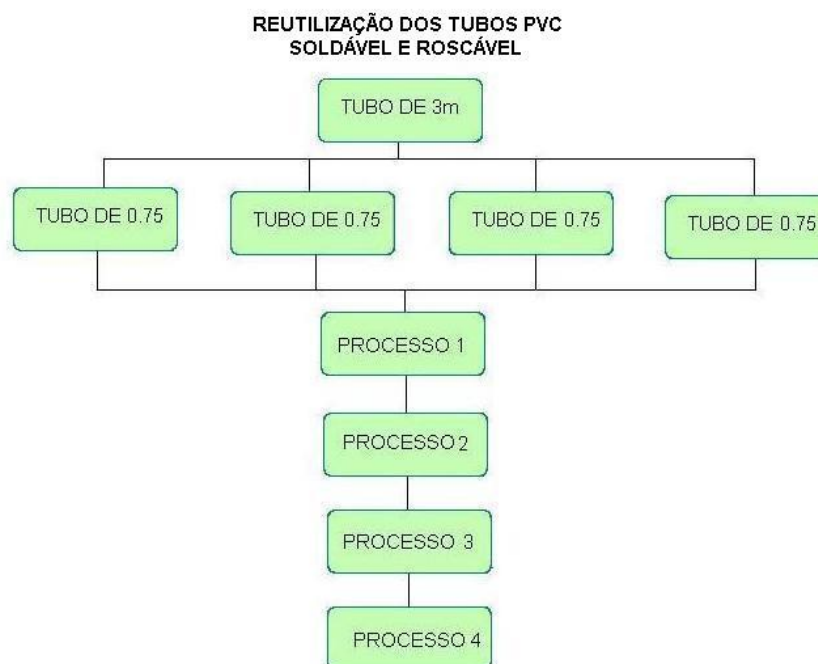 REUTILIZAÇÃO DOS TUBOS PVC
SOLDÁVEL E ROSCÁVEL
TUBO DE 3m
TUBO DE 0.75
TUBO DE 0.75
TUBO DE 0.75
TUBO DE 0.75
PROCESSO 1
PROCESSO 2
PROCESSO 3
PROCESSO 4